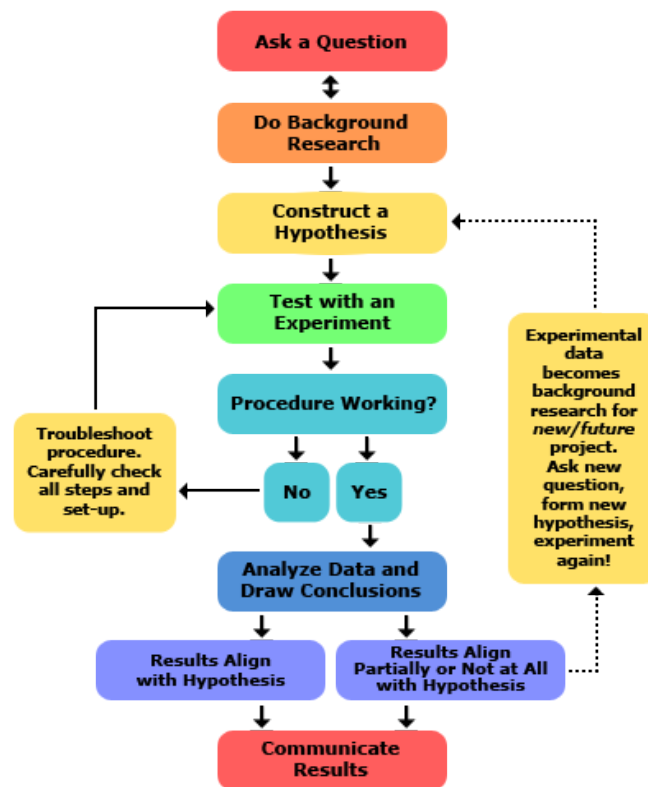 Ask a Question
Do Background
Research
Construct a
Hypothesis
Test with an
Experiment
Procedure Working?
No
Yes
Troubleshoot
procedure.
Carefully check
all steps and
set-up.
Experimental
data
becomes
background
research for
new/future
project.
Ask new
question,
form new
hypothesis,
experiment
again!
Analyze Data and
Draw Conclusions
Results Align
with Hypothesis
Results Align
Partially or Not at All
with Hypothesis
Communicate
Results